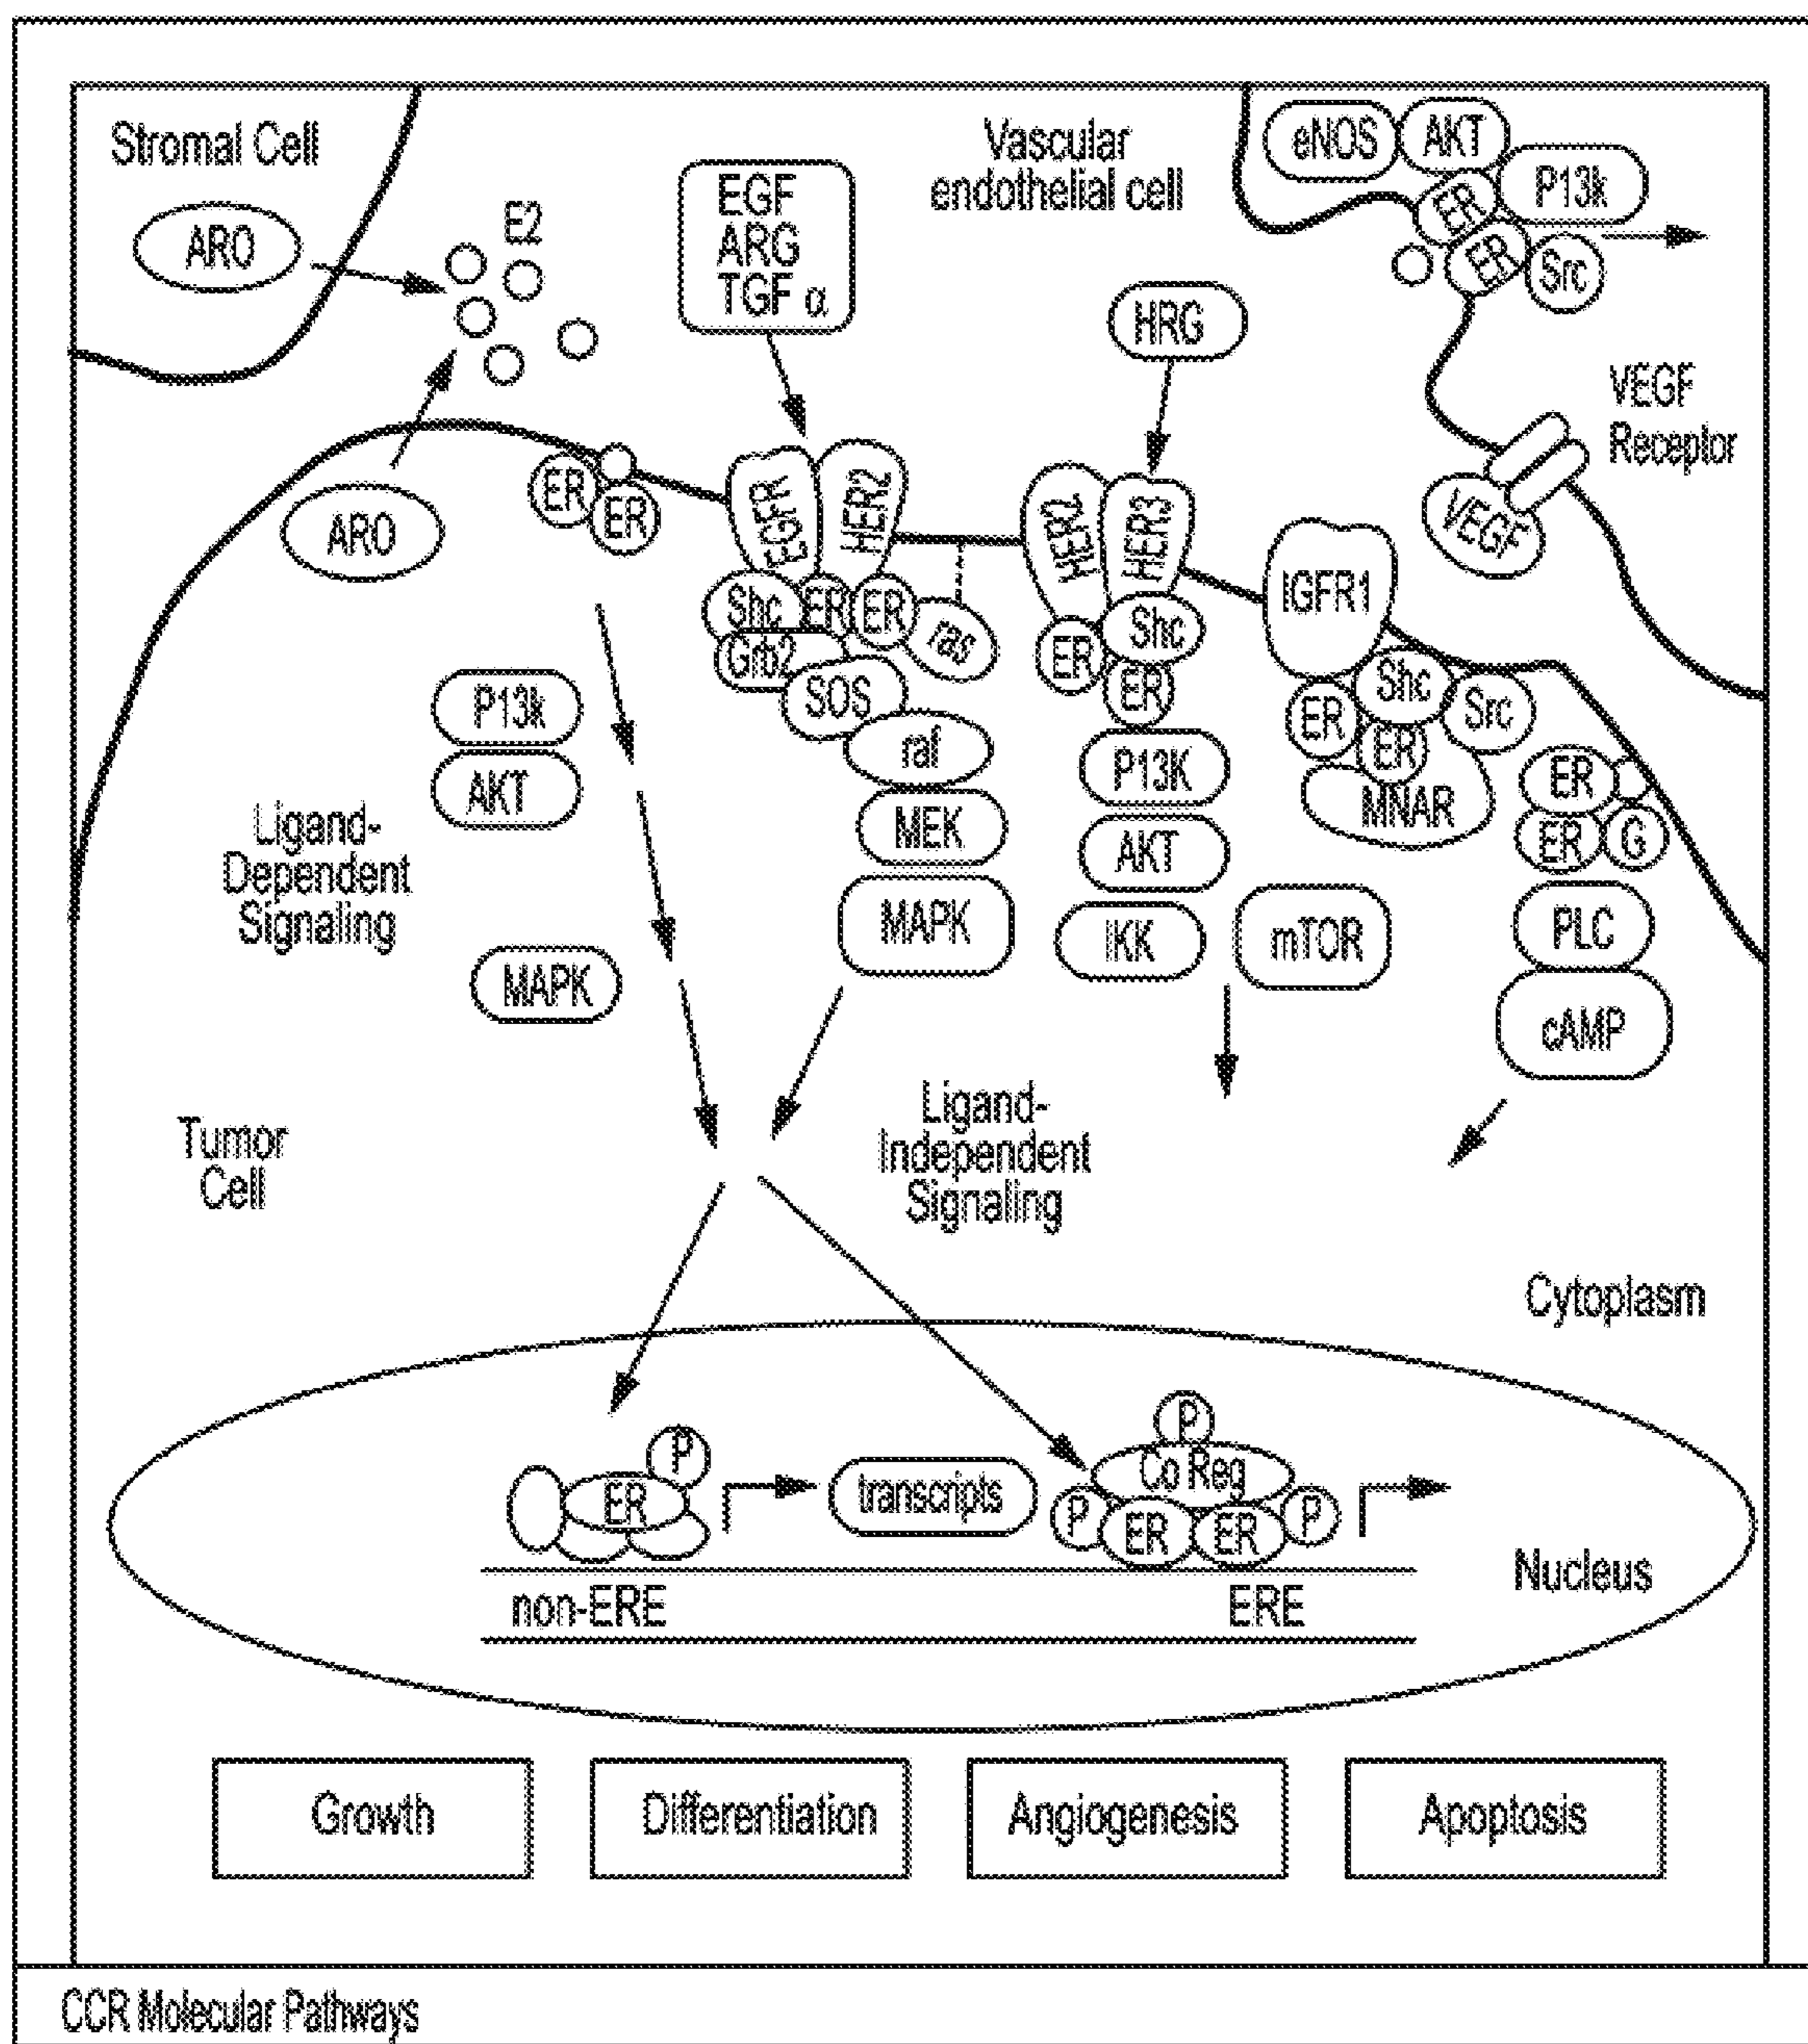 Stromal Cell
ARO
E2
EGF
ARG
TGF α
Vascular
endothelial cell
eNOS
AKT
P13k
ER
ER
Src
HRG
VEGF
Receptor
VEGF
ARO
ER
ER
EGFR
HER2
Shc
ER
ER
ras
Grb2
SOS
raf
MEK
MAPK
HER2
HER3
ER
Shc
ER
P13K
AKT
IKK
mTOR
IGFR1
ER
Shc
Src
ER
MNAR
ER
ER
G
PLC
cAMP
P13k
AKT
Ligand-
Dependent
Signaling
MAPK
Tumor
Cell
Ligand-
Independent
Signaling
Cytoplasm
P
ER
transcripts
P
Co Reg
P
ER
ER
P
non-ERE
ERE
Nucleus
Growth
Differentiation
Angiogenesis
Apoptosis
CCR Molecular Pathways